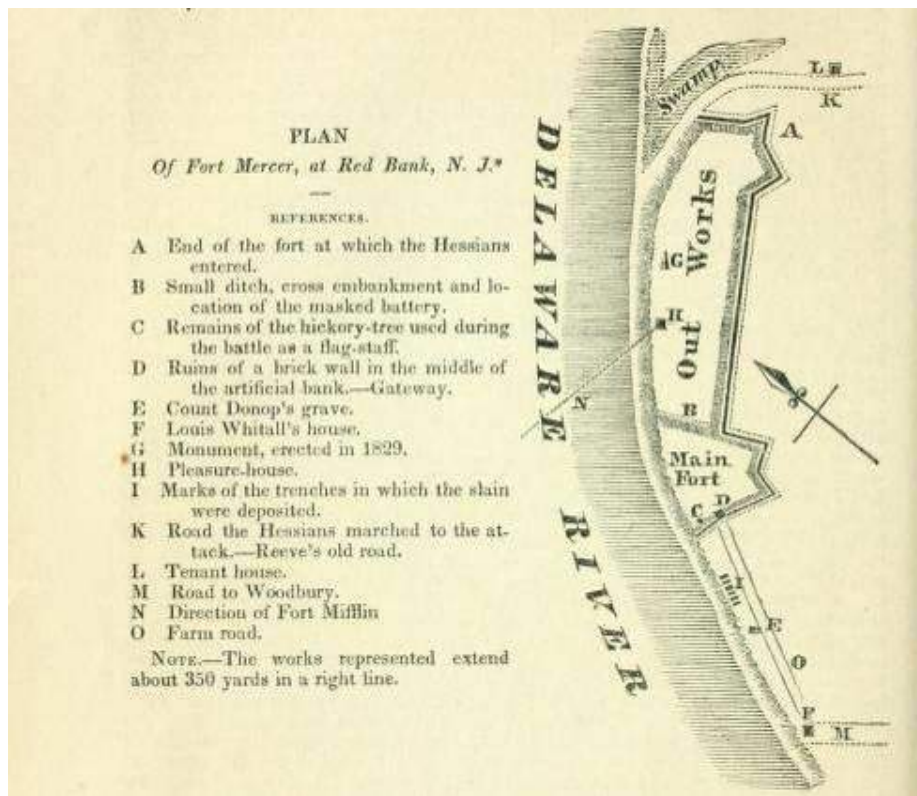 PLAN
Of Fort Mercer, at Red Bank, N. J.*
REFERENCES.
A End of the fort at which the Hessians
entered.
B Small ditch, cross embankment and lo-
cation of the masked battery.
C Remains of the hickory-tree used during
the battle as a flag-staff.
D Ruins of a brick wall in the middle of
the artificial bank.—Gateway.
E Count Donop's grave.
F Louis Whitall's house.
G Monument, erected in 1829.
H Pleasure-house.
I Marks of the trenches in which the slain
were deposited.
K Road the Hessians marched to the at-
tack.—Reeve's old road.
L Tenant house.
M Road to Woodbury.
N Direction of Fort Mifflin
O Farm road.
NOTE.—The works represented extend
about 350 yards in a right line.
DELAWARE RIVER
Swamp
L
K
A
Out Works
G
H
N
B
Main
Fort
C
D
I
E
O
F
M